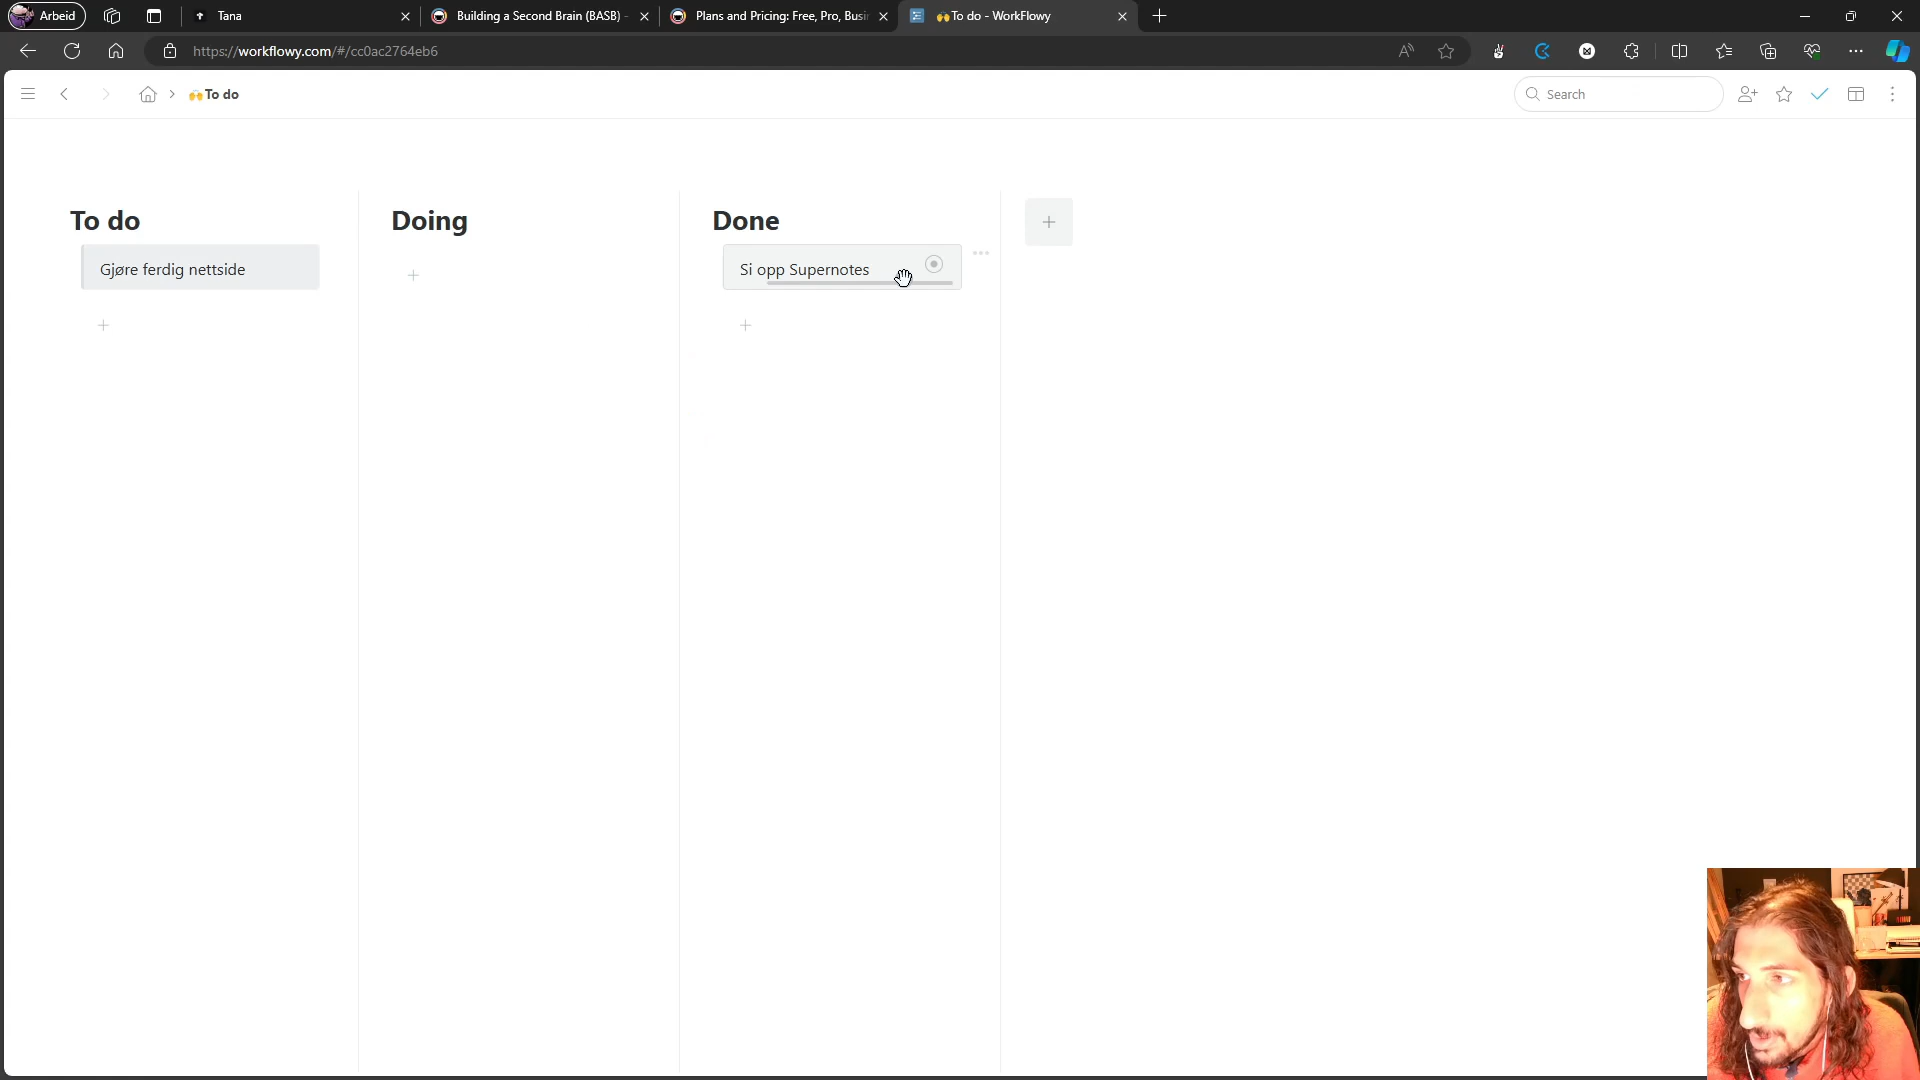 Arbeid
Tana
Building a Second Brain (BASB) -
Plans and Pricing: Free, Pro, Busi
🙌To do - WorkFlowy
https://workflowy.com/#/cc0ac2764eb6
🙌To do
Search
To do
Doing
Done
Gjøre ferdig nettside
Si opp Supernotes